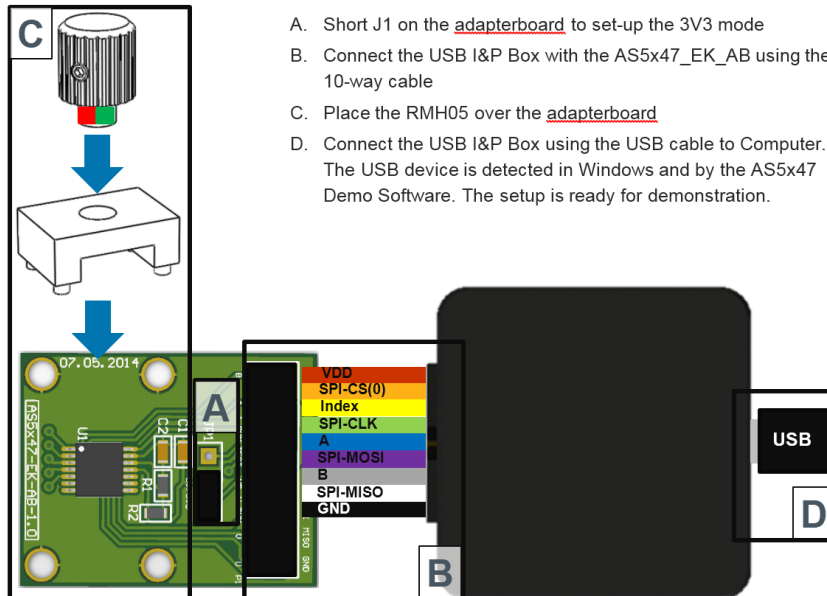 C
A. Short J1 on the adapterboard to set-up the 3V3 mode
B. Connect the USB I&P Box with the AS5x47_EK_AB using the
10-way cable
C. Place the RMH05 over the adapterboard
D. Connect the USB I&P Box using the USB cable to Computer.
The USB device is detected in Windows and by the AS5x47
Demo Software. The setup is ready for demonstration.
07.05.2014
AS5x47-EK-AB-1.0
U1
C2
C1
R1
R2
JP1
A
VDD
SPI-CS(0)
Index
SPI-CLK
A
SPI-MOSI
B
SPI-MISO
GND
MISO GND
B
USB
D